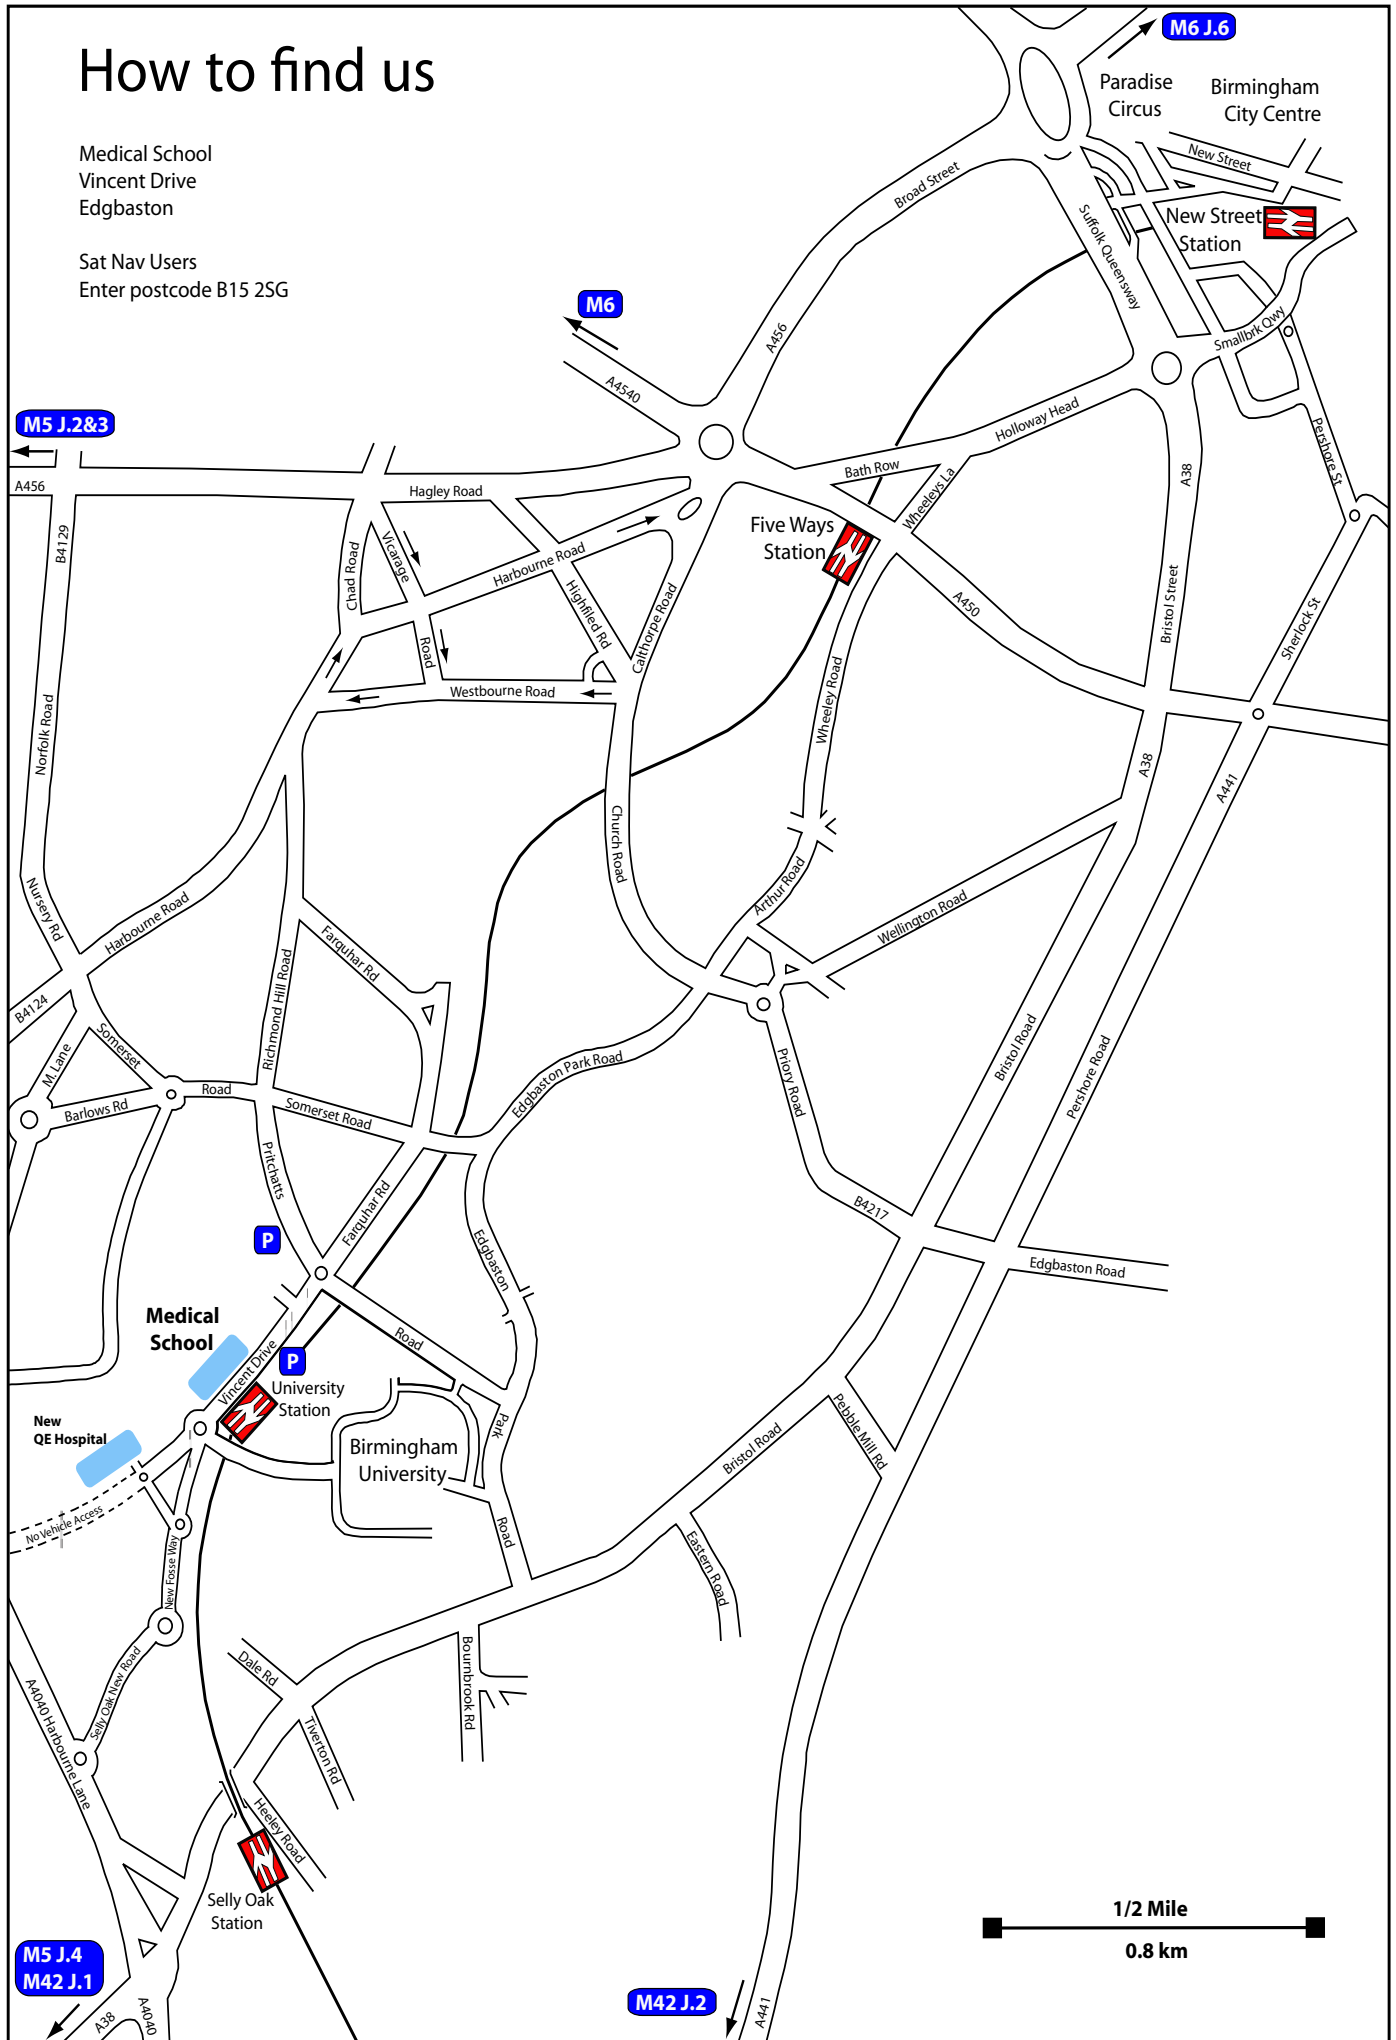 How to find us
Medical School
Vincent Drive
Edgbaston
Sat Nav Users
Enter postcode B15 2SG
M6 J.6
Paradise
Circus
Birmingham
City Centre
New Street
Broad Street
Suffolk Queensway
New Street
Station
M6
A456
Smallbrk Qwy
A4540
M5 J.2&3
Holloway Head
Pershore St
A456
Hagley Road
Bath Row
Wheeleys La
A38
B4129
Five Ways
Station
Vicarage
Chad Road
Harbourne Road
Highfiled Rd
Calthorpe Road
A450
Bristol Street
Sherlock St
Road
Westbourne Road
Wheeley Road
Norfolk Road
A38
A441
Church Road
Arthur Road
Nursery Rd
Harbourne Road
Wellington Road
Farquhar Rd
B4124
Richmond Hill Road
Somerset
M. Lane
Bristol Road
Edgbaston Park Road
Priory Road
Pershore Road
Barlows Rd
Road
Somerset Road
Pritchatts
Farquhar Rd
B4217
P
Edgbaston
Edgbaston Road
Medical
School
Road
Vincent Drive
P
University
Station
Pebble Mill Rd
New
QE Hospital
Park
Birmingham
University
Bristol Road
No Vehicle Access
Road
Eastern Road
New Fosse Way
Selly Oak New Road
Dale Rd
Bournbrook Rd
A4040 Harbourne Lane
Tiverton Rd
Heeley Road
Selly Oak
Station
1/2 Mile
0.8 km
M5 J.4
M42 J.1
M42 J.2
A38
A4040
A441